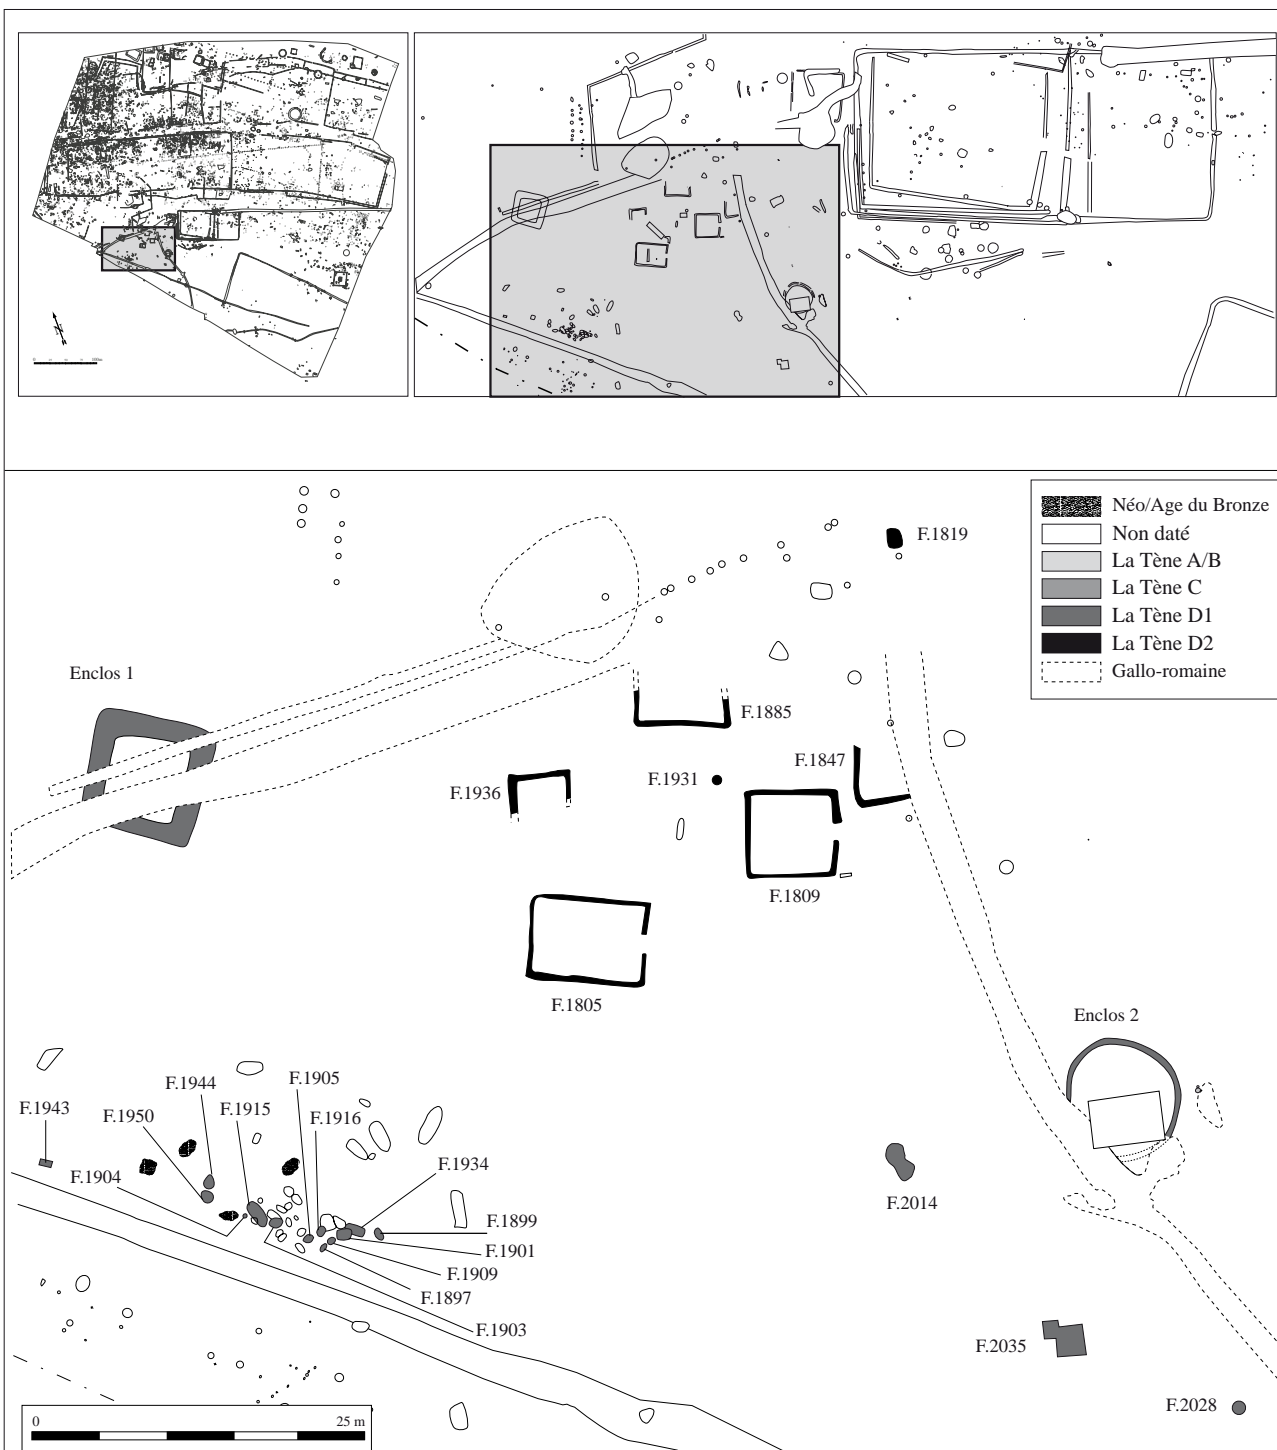 Néo/Age du Bronze
Non daté
La Tène A/B
La Tène C
La Tène D1
La Tène D2
Gallo-romaine
F.1819
Enclos 1
F.1885
F.1847
F.1931
F.1936
F.1809
F.1805
Enclos 2
F.1905
F.1944
F.1943
F.1950
F.1915
F.1916
F.1934
F.1904
F.2014
F.1899
F.1901
F.1909
F.1897
F.1903
F.2035
F.2028
0 25 m